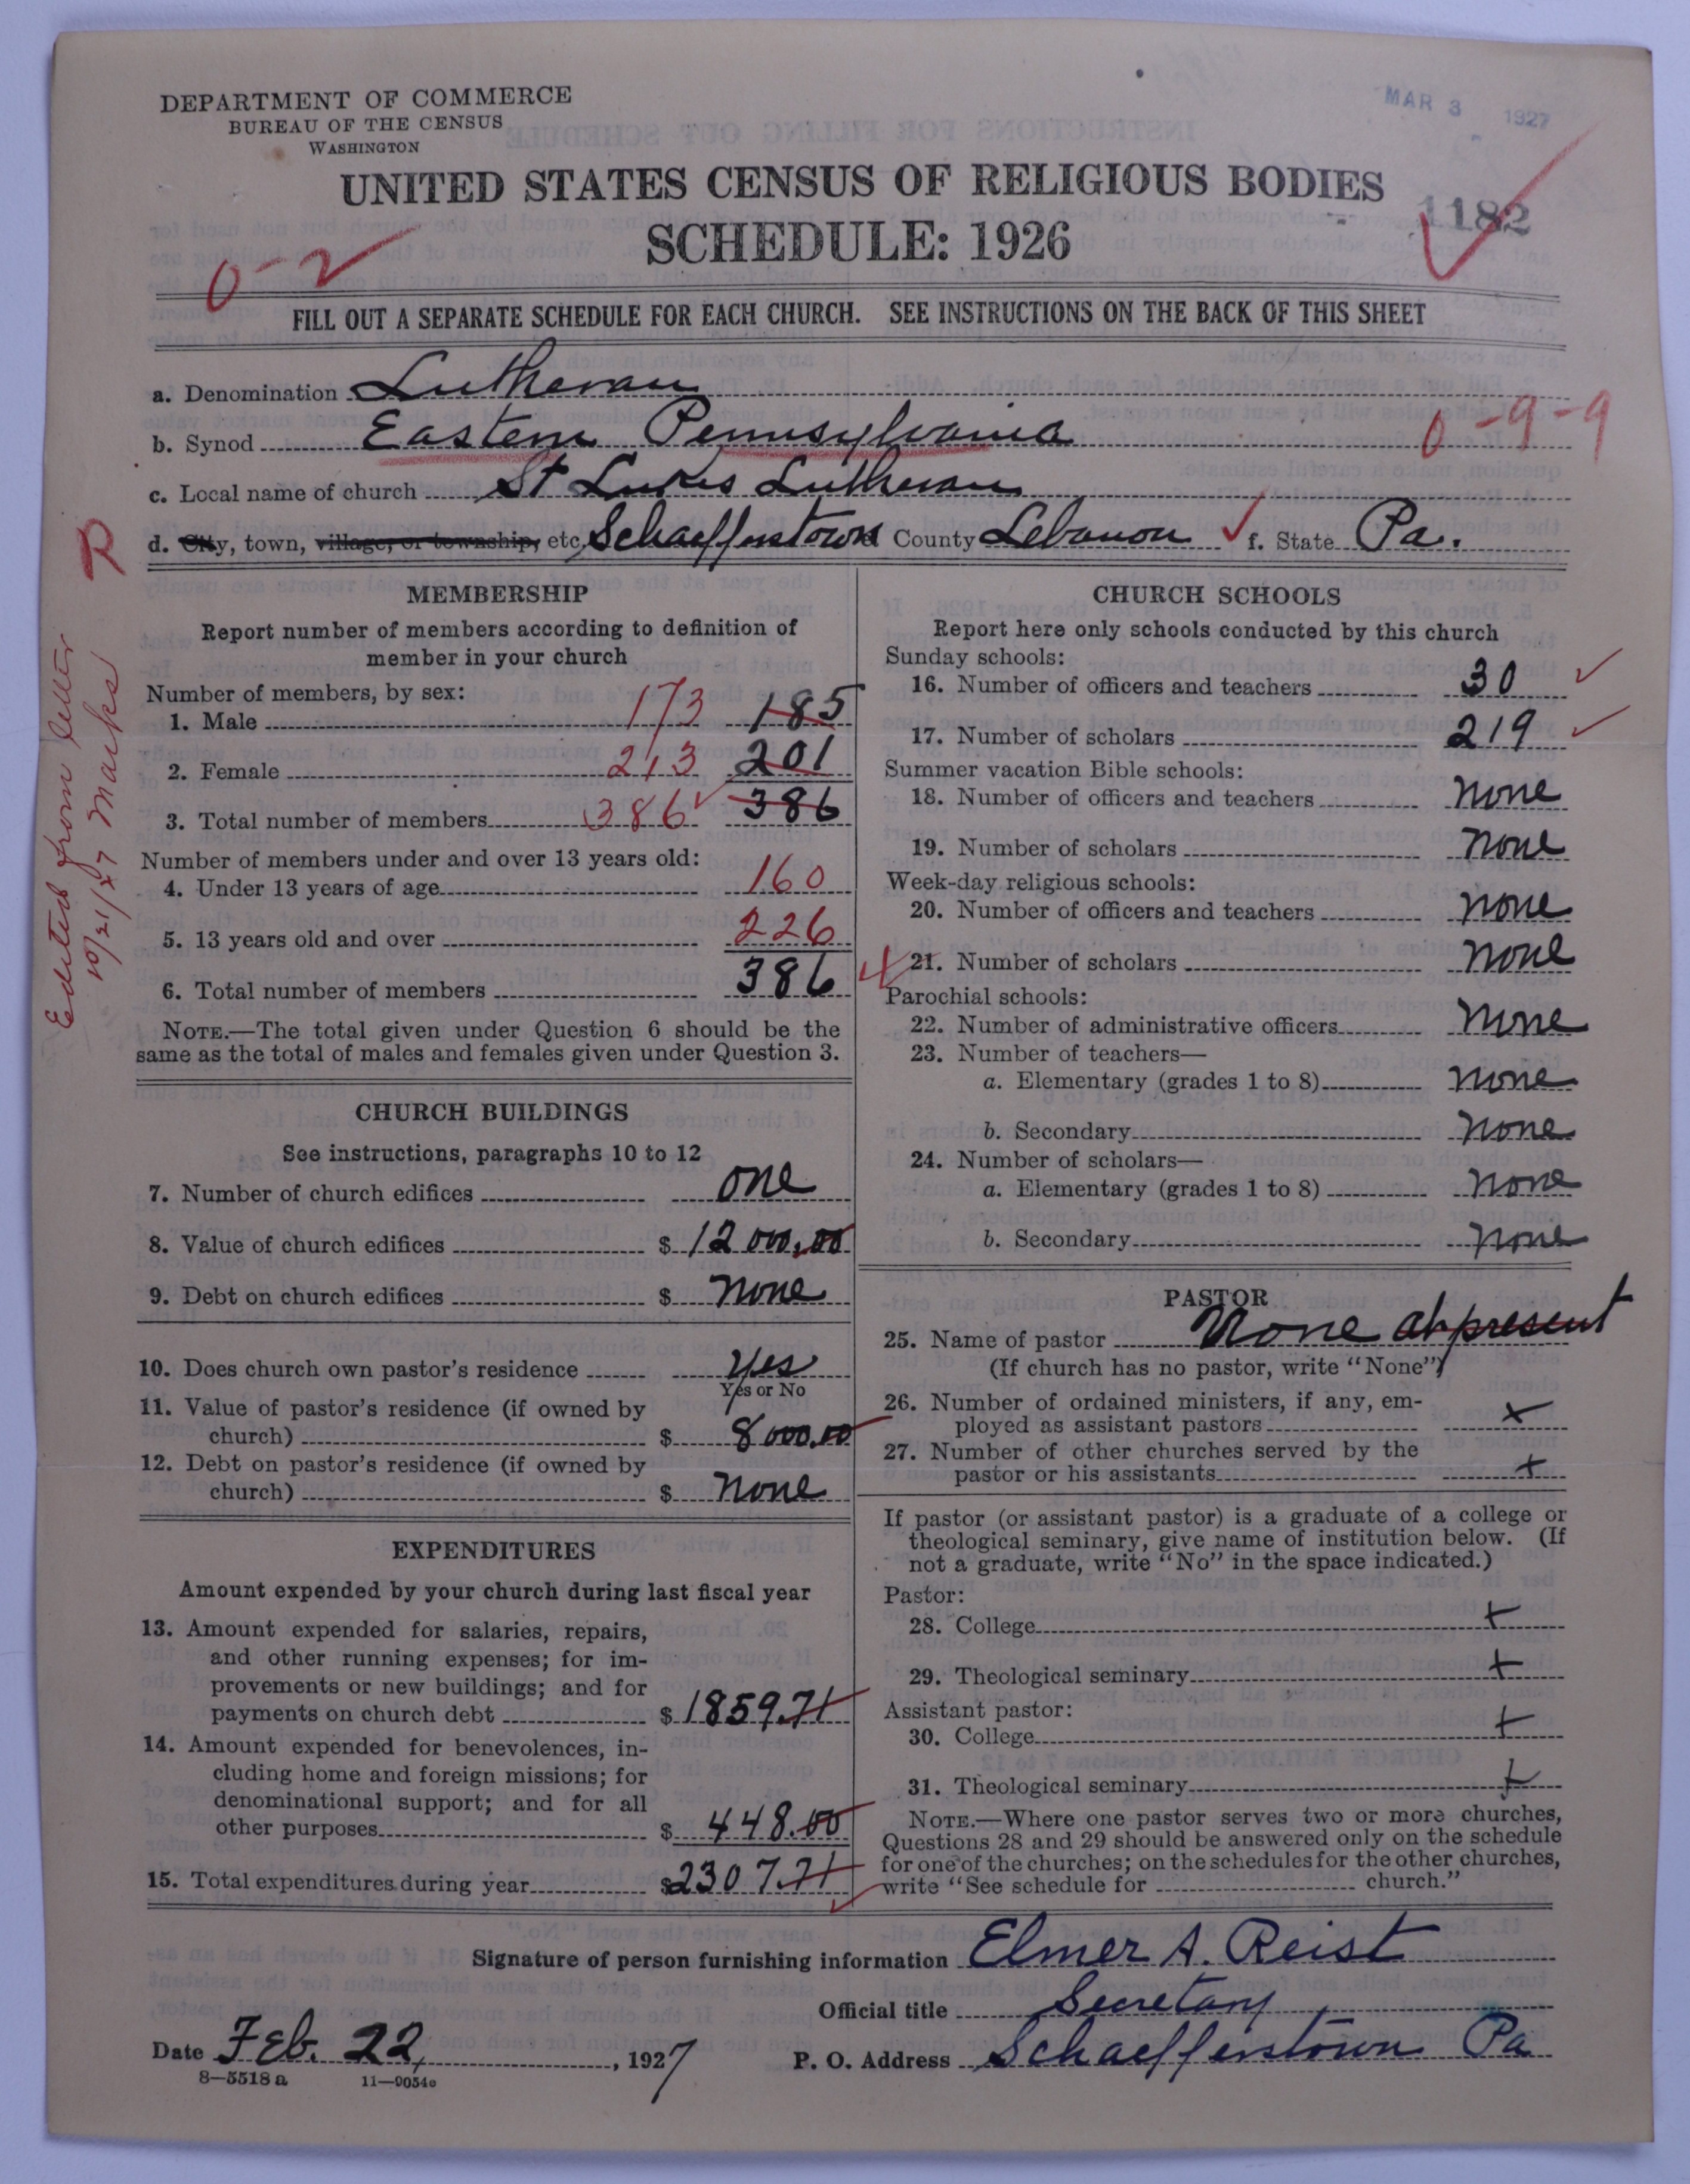 DEPARTMENT OF COMMERCE
BUREAU OF THE CENSUS
WASHINGTON
MAR 3 1927
UNITED STATES CENSUS OF RELIGIOUS BODIES
1182
SCHEDULE: 1926
0-2
FILL OUT A SEPARATE SCHEDULE FOR EACH CHURCH. SEE INSTRUCTIONS ON THE BACK OF THIS SHEET
a. Denomination Lutheran
b. Synod Eastern Pennsylvania 0-9-9
c. Local name of church St Lukes Lutheran
d. City, town, village, or township, etc. Schaefferstown County Lebanon f. State Pa.
R
Edited from letter
10/21/27 Marks
MEMBERSHIP
Report number of members according to definition of
member in your church
Number of members, by sex:
1. Male 173 185
2. Female 213 201
3. Total number of members 386 386
Number of members under and over 13 years old:
4. Under 13 years of age 160
5. 13 years old and over 226
6. Total number of members 386
NOTE.—The total given under Question 6 should be the
same as the total of males and females given under Question 3.
CHURCH BUILDINGS
See instructions, paragraphs 10 to 12
7. Number of church edifices one
8. Value of church edifices $ 12000.00
9. Debt on church edifices $ none
10. Does church own pastor's residence Yes
Yes or No
11. Value of pastor's residence (if owned by
church) $ 8000.00
12. Debt on pastor's residence (if owned by
church) $ none
EXPENDITURES
Amount expended by your church during last fiscal year
13. Amount expended for salaries, repairs,
and other running expenses; for im-
provements or new buildings; and for
payments on church debt $ 1859.71
14. Amount expended for benevolences, in-
cluding home and foreign missions; for
denominational support; and for all
other purposes $ 448.00
15. Total expenditures during year $ 2307.71
CHURCH SCHOOLS
Report here only schools conducted by this church
Sunday schools:
16. Number of officers and teachers 30
17. Number of scholars 219
Summer vacation Bible schools:
18. Number of officers and teachers none
19. Number of scholars none
Week-day religious schools:
20. Number of officers and teachers none
21. Number of scholars none
Parochial schools:
22. Number of administrative officers none
23. Number of teachers—
a. Elementary (grades 1 to 8) none
b. Secondary none
24. Number of scholars—
a. Elementary (grades 1 to 8) none
b. Secondary none
PASTOR
25. Name of pastor None at present
(If church has no pastor, write "None")
26. Number of ordained ministers, if any, em-
ployed as assistant pastors x
27. Number of other churches served by the
pastor or his assistants x
If pastor (or assistant pastor) is a graduate of a college or
theological seminary, give name of institution below. (If
not a graduate, write "No" in the space indicated.)
Pastor:
28. College x
29. Theological seminary x
Assistant pastor:
30. College x
31. Theological seminary x
NOTE.—Where one pastor serves two or more churches,
Questions 28 and 29 should be answered only on the schedule
for one of the churches; on the schedules for the other churches,
write "See schedule for church."
Signature of person furnishing information Elmer A. Reist
Official title Secretary
Date Feb. 22, 1927 P. O. Address Schaefferstown Pa
8—5518a 11—9054c